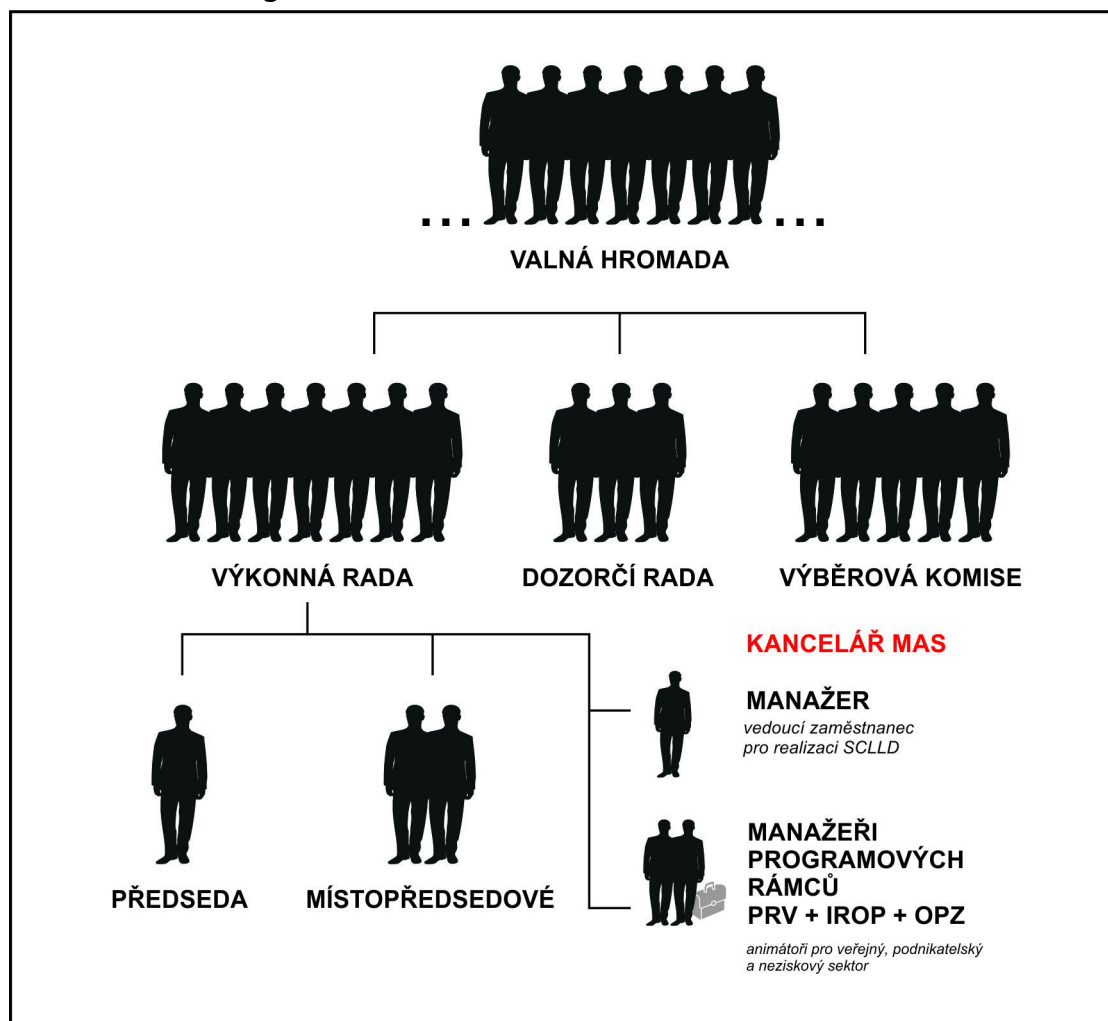 ... ...
VALNÁ HROMADA
VÝKONNÁ RADA
DOZORČÍ RADA
VÝBĚROVÁ KOMISE
KANCELÁŘ MAS
MANAŽER
vedoucí zaměstnanec
pro realizaci SCLLD
PŘEDSEDA
MÍSTOPŘEDSEDOVÉ
MANAŽEŘI
PROGRAMOVÝCH
RÁMCŮ
PRV + IROP + OPZ
animátoři pro veřejný, podnikatelský
a neziskový sektor